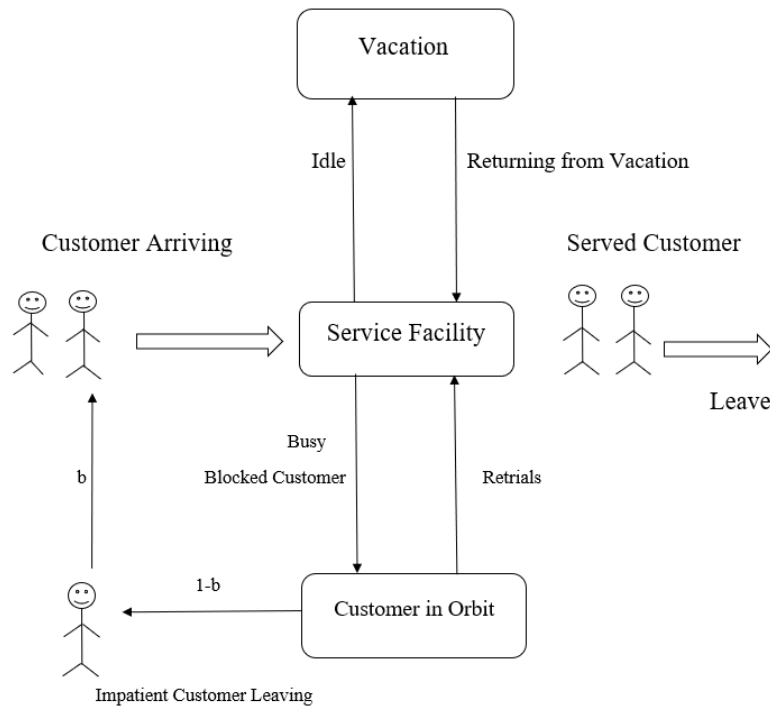 Vacation
Idle
Returning from Vacation
Customer Arriving
Served Customer
Service Facility
Leave
Busy
Blocked Customer
Retrials
b
1-b
Customer in Orbit
Impatient Customer Leaving